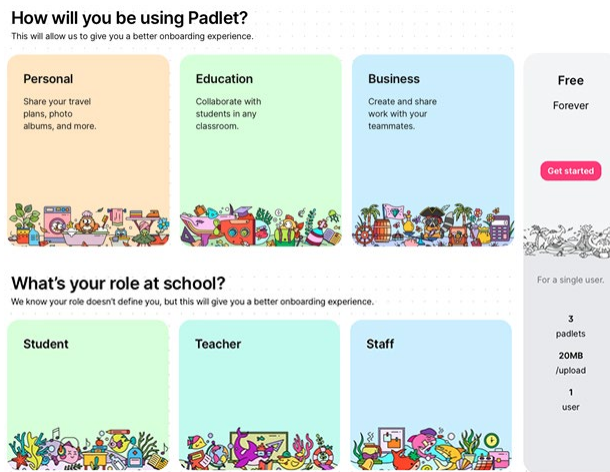 How will you be using Padlet?
This will allow us to give you a better onboarding experience.
Personal
Share your travel
plans, photo
albums, and more.
Education
Collaborate with
students in any
classroom.
Business
Create and share
work with your
teammates.
What's your role at school?
We know your role doesn't define you, but this will give you a better onboarding experience.
Student
Teacher
Staff
Free
Forever
Get started
For a single user.
3
padlets
20MB
/upload
1
user